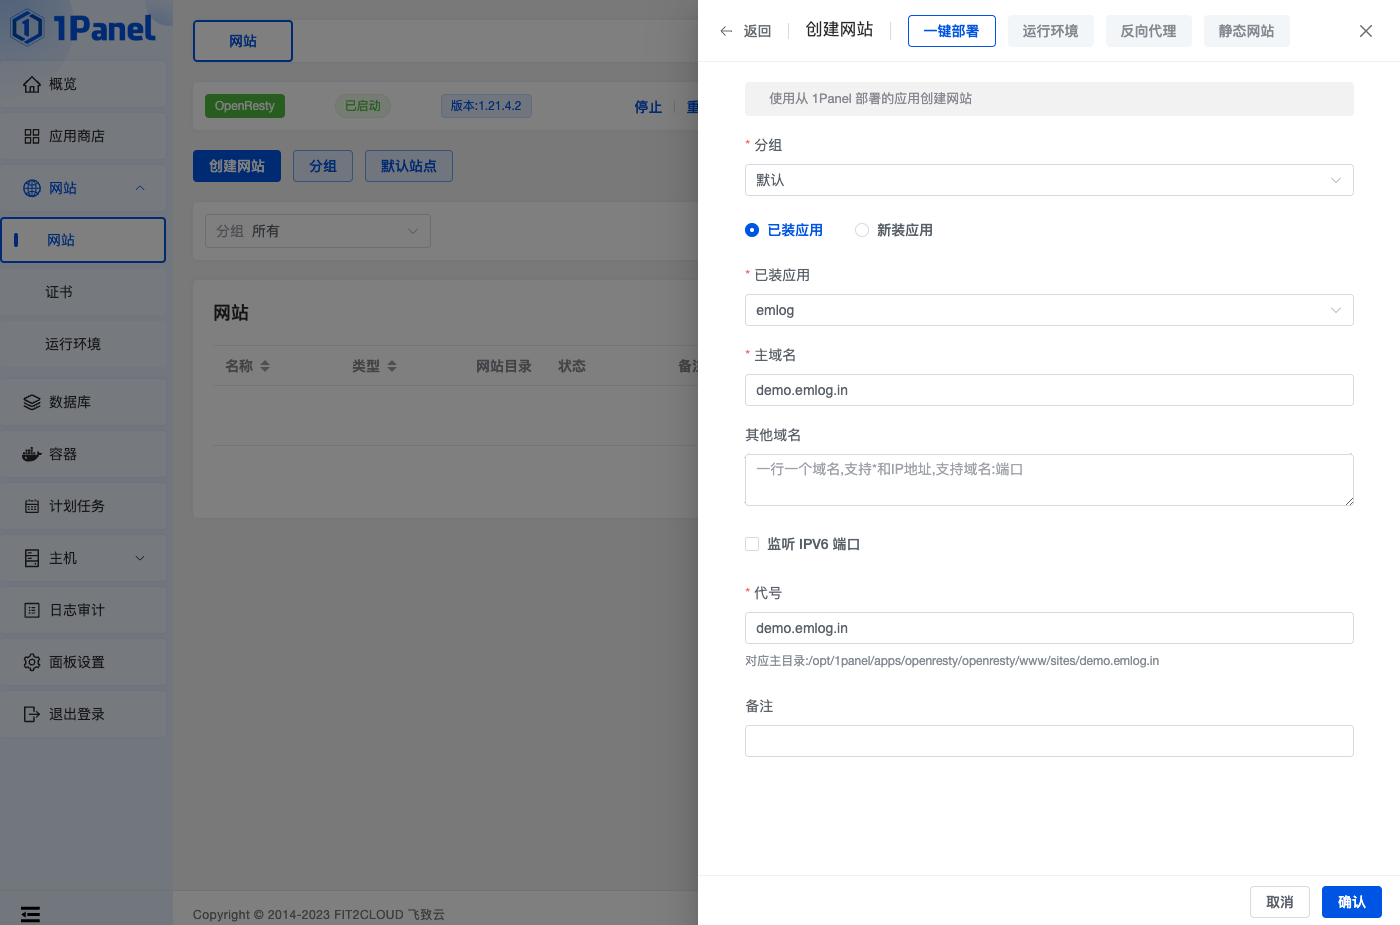 1Panel
概览
应用商店
网站
网站
证书
运行环境
数据库
容器
计划任务
主机
日志审计
面板设置
退出登录
网站
OpenResty
已启动
版本:1.21.4.2
停止
重
创建网站
分组
默认站点
分组 所有
网站
名称
类型
网站目录
状态
备注
Copyright © 2014-2023 FIT2CLOUD 飞致云
返回
创建网站
一键部署
运行环境
反向代理
静态网站
使用从 1Panel 部署的应用创建网站
* 分组
默认
已装应用
新装应用
* 已装应用
emlog
* 主域名
demo.emlog.in
其他域名
一行一个域名,支持*和IP地址,支持域名:端口
监听 IPV6 端口
* 代号
demo.emlog.in
对应主目录:/opt/1panel/apps/openresty/openresty/www/sites/demo.emlog.in
备注
取消
确认